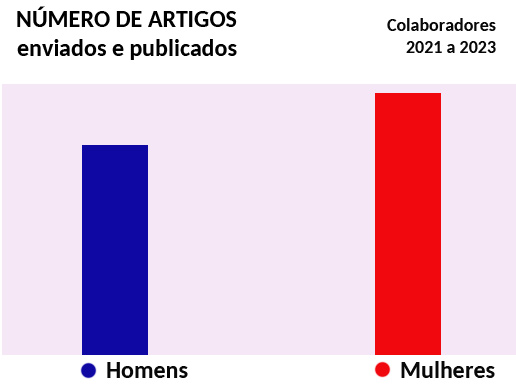 NÚMERO DE ARTIGOS
enviados e publicados
Colaboradores
2021 a 2023
Homens
Mulheres